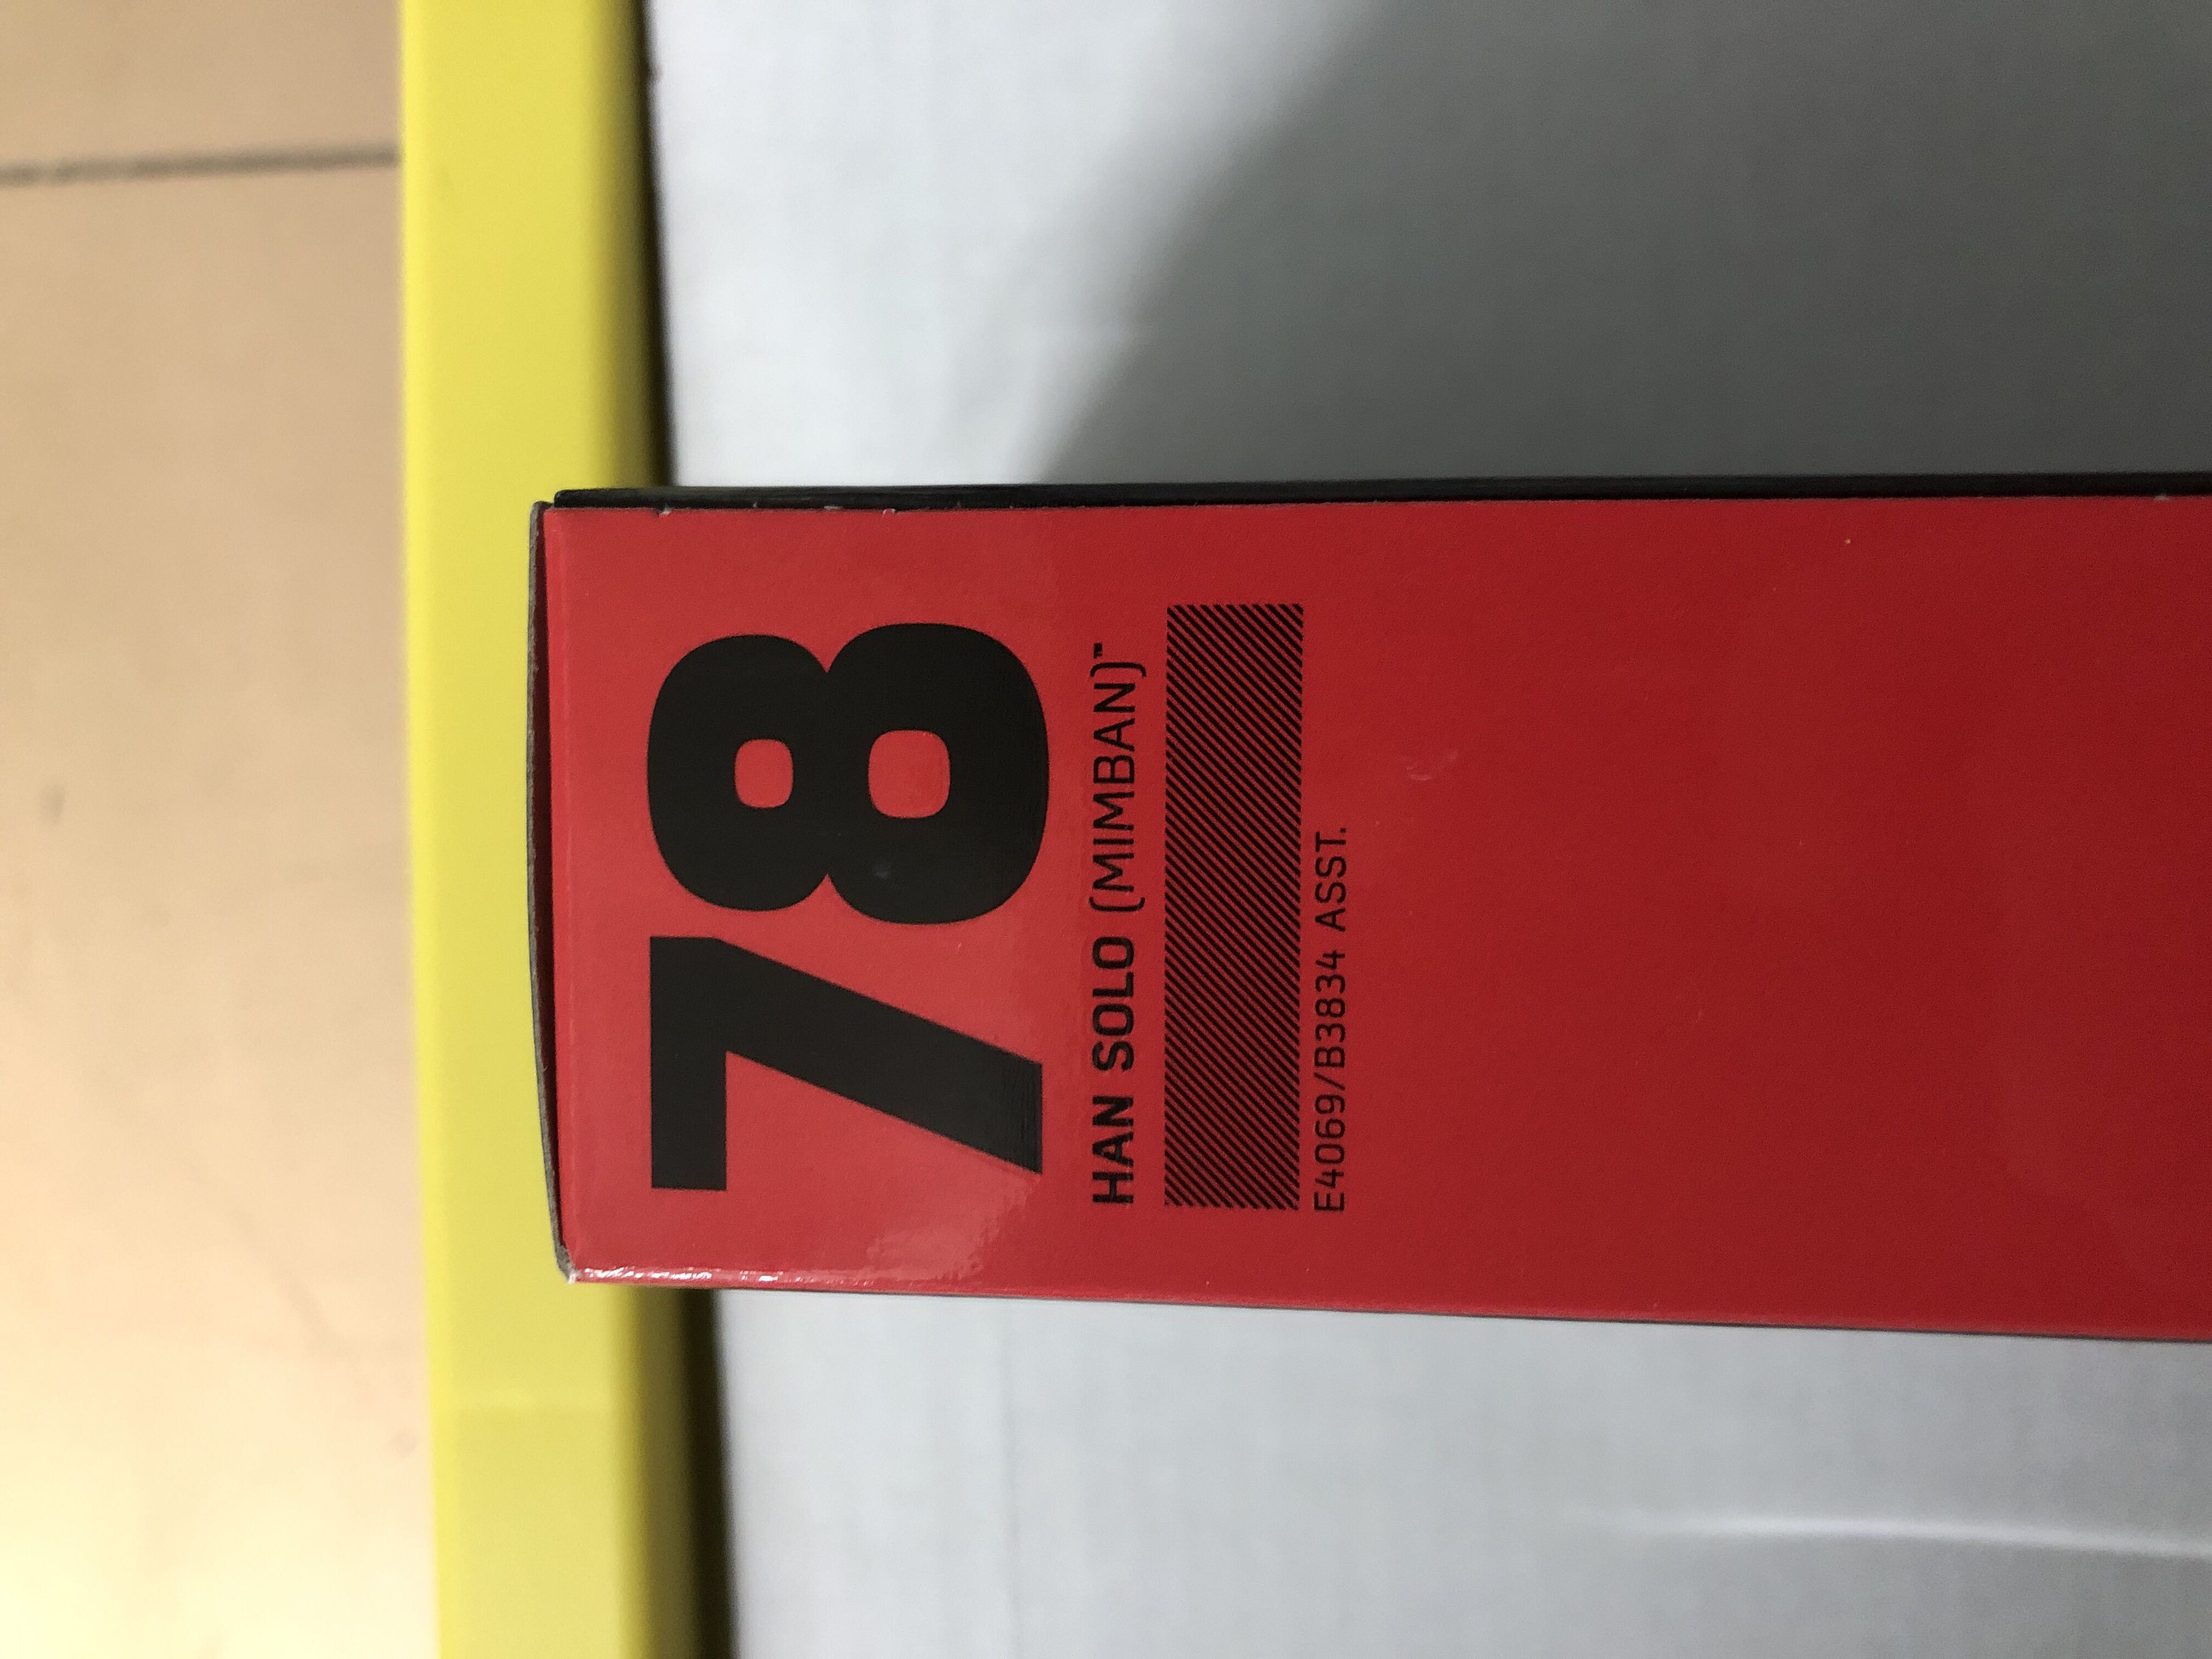 78
HAN SOLO (MIMBAN)™
E4069/B3834 ASST.